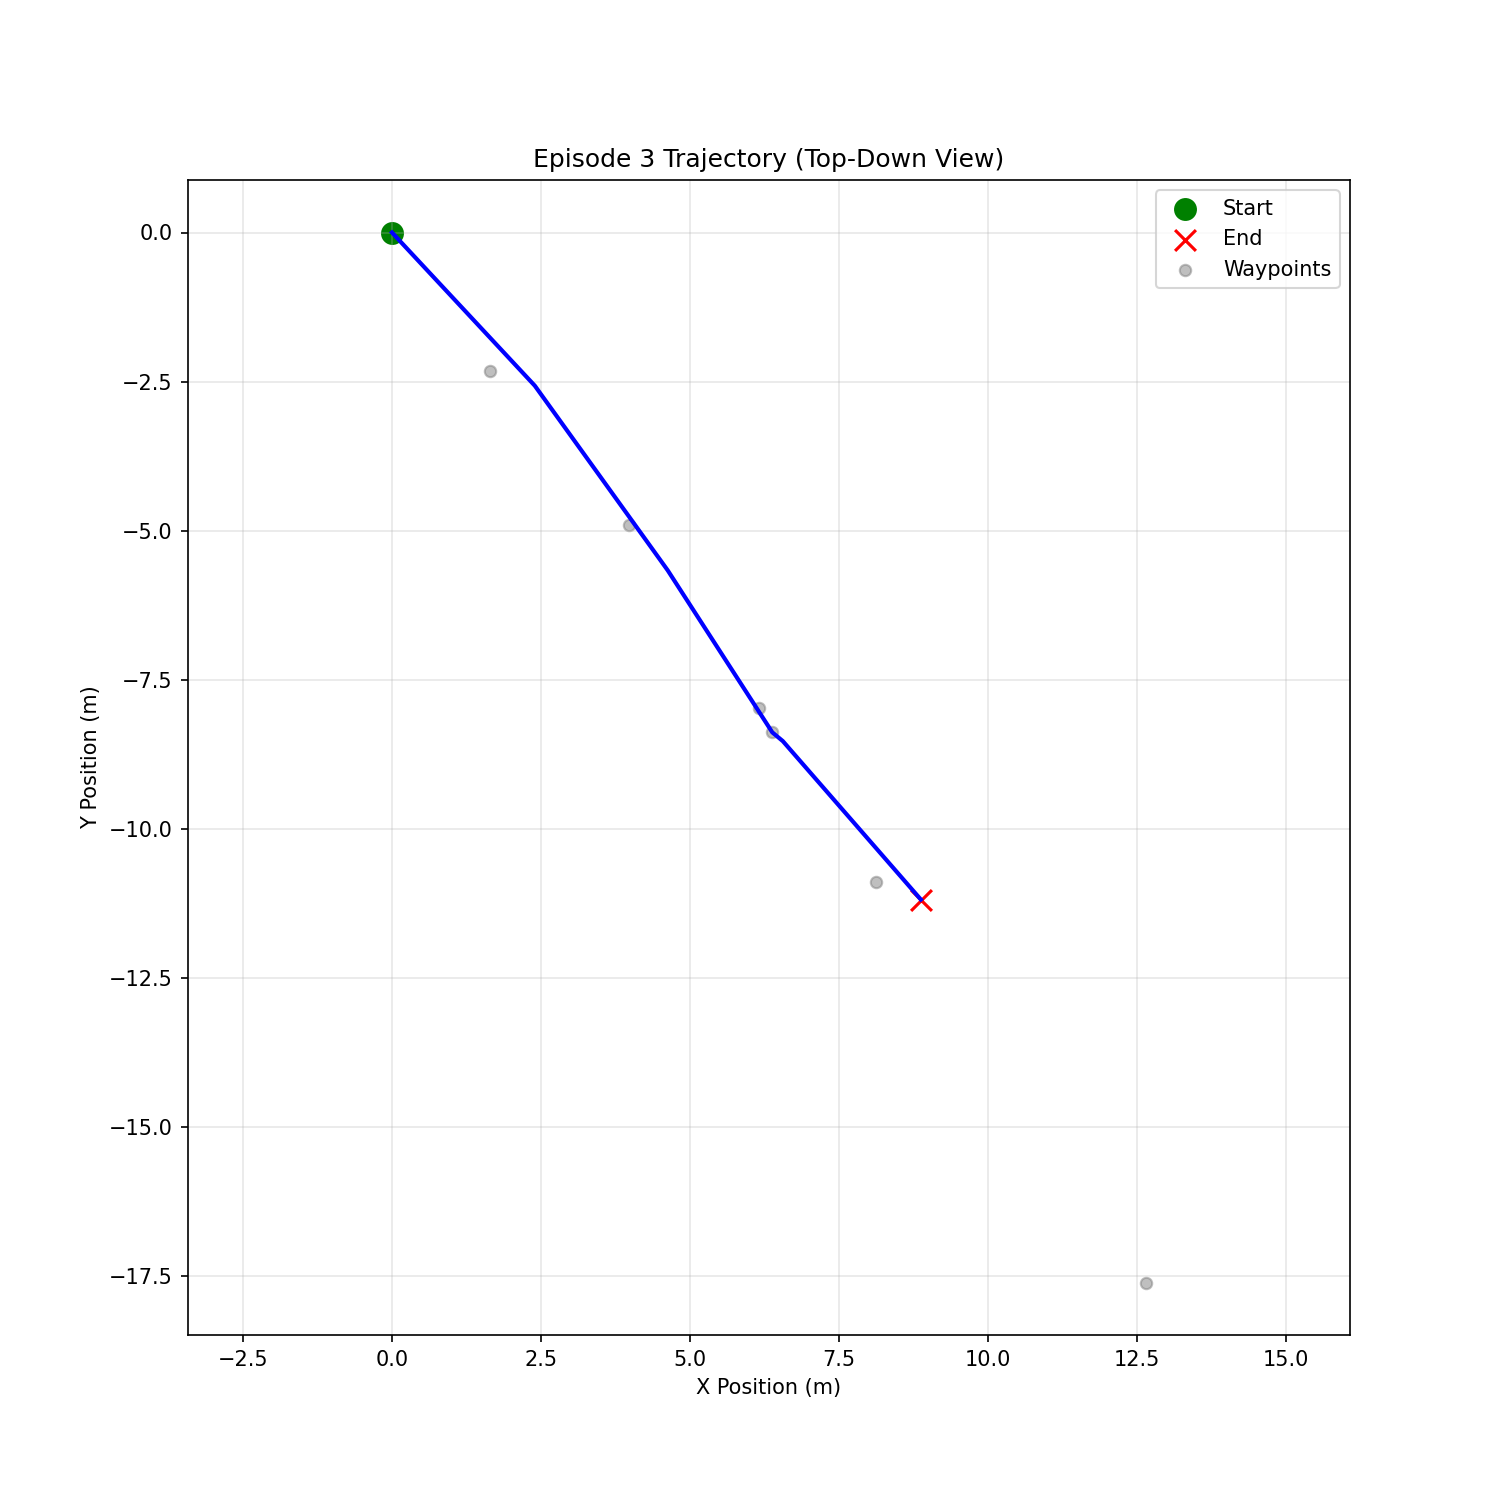 Episode 3 Trajectory (Top-Down View)
Start
End
Waypoints
0.0
−2.5
−5.0
−7.5
−10.0
−12.5
−15.0
−17.5
Y Position (m)
−2.5 0.0 2.5 5.0 7.5 10.0 12.5 15.0
X Position (m)